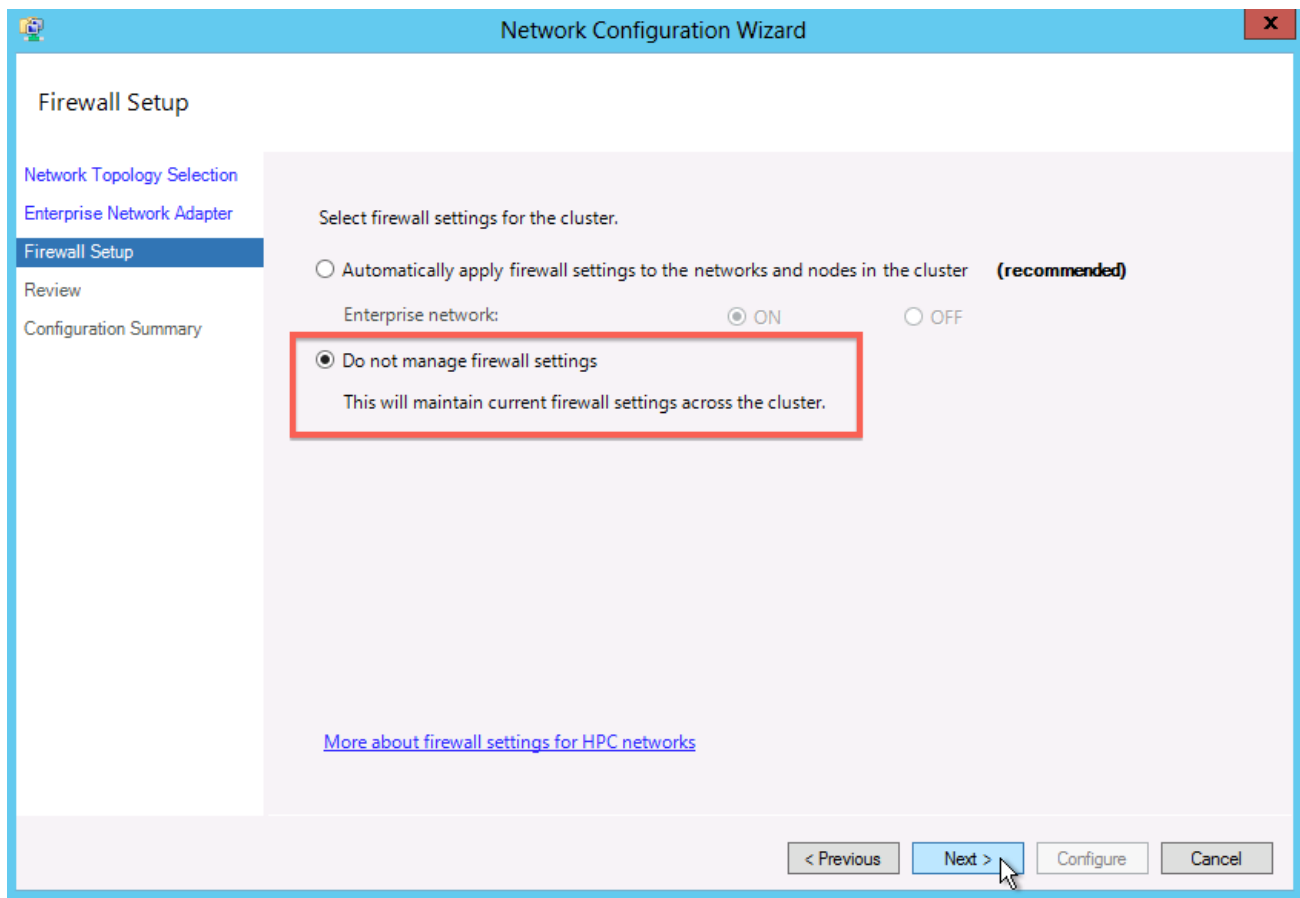 Network Configuration Wizard
x
Firewall Setup
Network Topology Selection
Enterprise Network Adapter
Firewall Setup
Review
Configuration Summary
Select firewall settings for the cluster.
Automatically apply firewall settings to the networks and nodes in the cluster (recommended)
Enterprise network: ON OFF
Do not manage firewall settings
This will maintain current firewall settings across the cluster.
More about firewall settings for HPC networks
< Previous Next > Configure Cancel